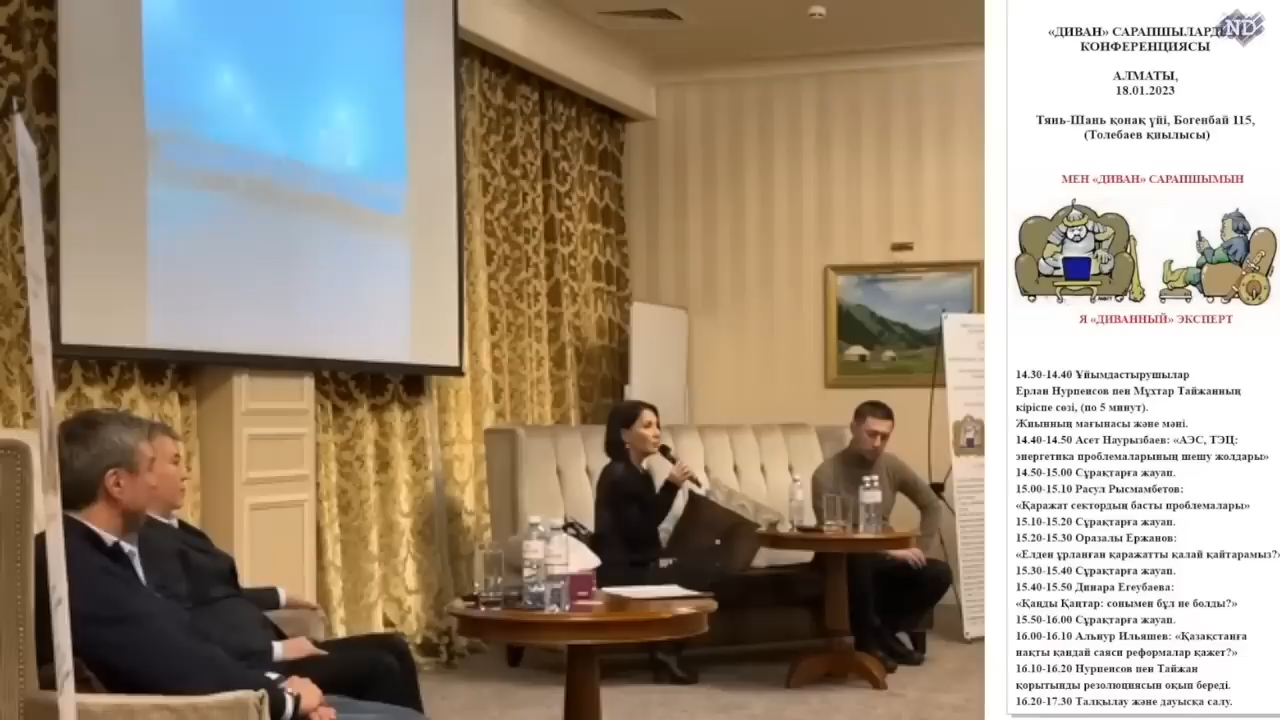 ND
«ДИВАН» САРАПШЫЛАРДЫ
КОНФЕРЕНЦИЯСЫ
АЛМАТЫ,
18.01.2023
Тянь-Шань қонақ үйі, Богенбай 115,
(Толебаев қиылысы)
МЕН «ДИВАН» САРАПШЫМЫН
Я «ДИВАННЫЙ» ЭКСПЕРТ
14.30-14.40 Ұйымдастырушылар
Ерлан Нурпеисов пен Мұхтар Тайжанның
кіріспе сөзі, (по 5 минут).
Жиынның мағынасы және мәні.
14.40-14.50 Асет Наурызбаев: «АЭС, ТЭЦ:
энергетика проблемаларының шешу жолдары»
14.50-15.00 Сұрақтарға жауап.
15.00-15.10 Расул Рысмамбетов:
«Қаражат сектордың басты проблемалары»
15.10-15.20 Сұрақтарға жауап.
15.20-15.30 Оразалы Ержанов:
«Елден ұрланған қаражатты қалай қайтарамыз?»
15.30-15.40 Сұрақтарға жауап.
15.40-15.50 Динара Егеубаева:
«Қанды Қаңтар: сонымен бұл не болды?»
15.50-16.00 Сұрақтарға жауап.
16.00-16.10 Альнур Ильяшев: «Қазақстанға
нақты қандай саяси реформалар қажет?»
16.10-16.20 Нурпеисов пен Тайжан
қорытынды резолюциясын оқып береді.
16.20-17.30 Талқылау және дауысқа салу.